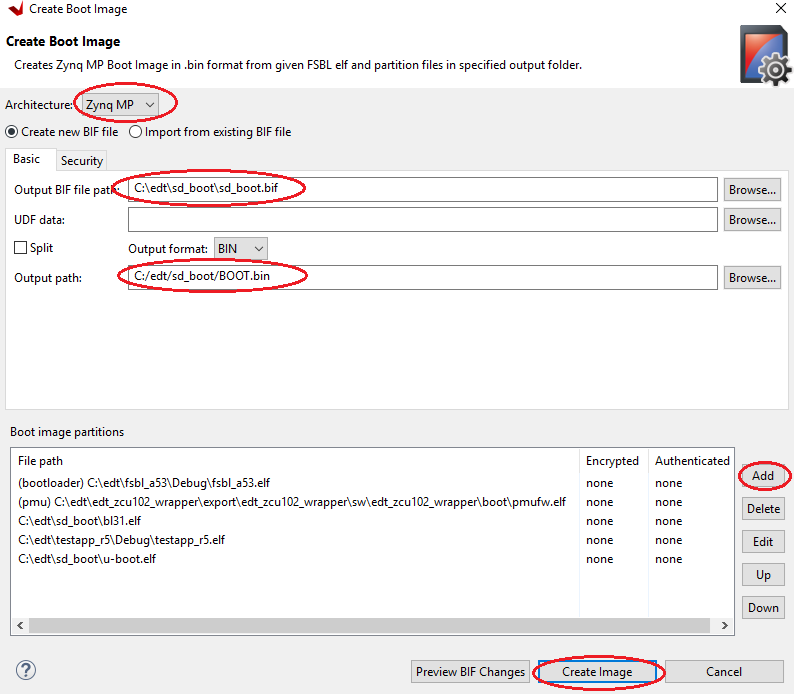 Create Boot Image
Create Boot Image
Creates Zynq MP Boot Image in .bin format from given FSBL elf and partition files in specified output folder.
Architecture: Zynq MP
Create new BIF file Import from existing BIF file
Basic Security
Output BIF file path: C:\edt\sd_boot\sd_boot.bif Browse...
UDF data: Browse...
Split Output format: BIN
Output path: C:/edt/sd_boot/BOOT.bin Browse...
Boot image partitions
File path Encrypted Authenticated
(bootloader) C:\edt\fsbl_a53\Debug\fsbl_a53.elf none none
(pmu) C:\edt\edt_zcu102_wrapper\export\edt_zcu102_wrapper\sw\edt_zcu102_wrapper\boot\pmufw.elf none none
C:\edt\sd_boot\bl31.elf none none
C:\edt\testapp_r5\Debug\testapp_r5.elf none none
C:\edt\sd_boot\u-boot.elf none none
Add
Delete
Edit
Up
Down
? Preview BIF Changes Create Image Cancel